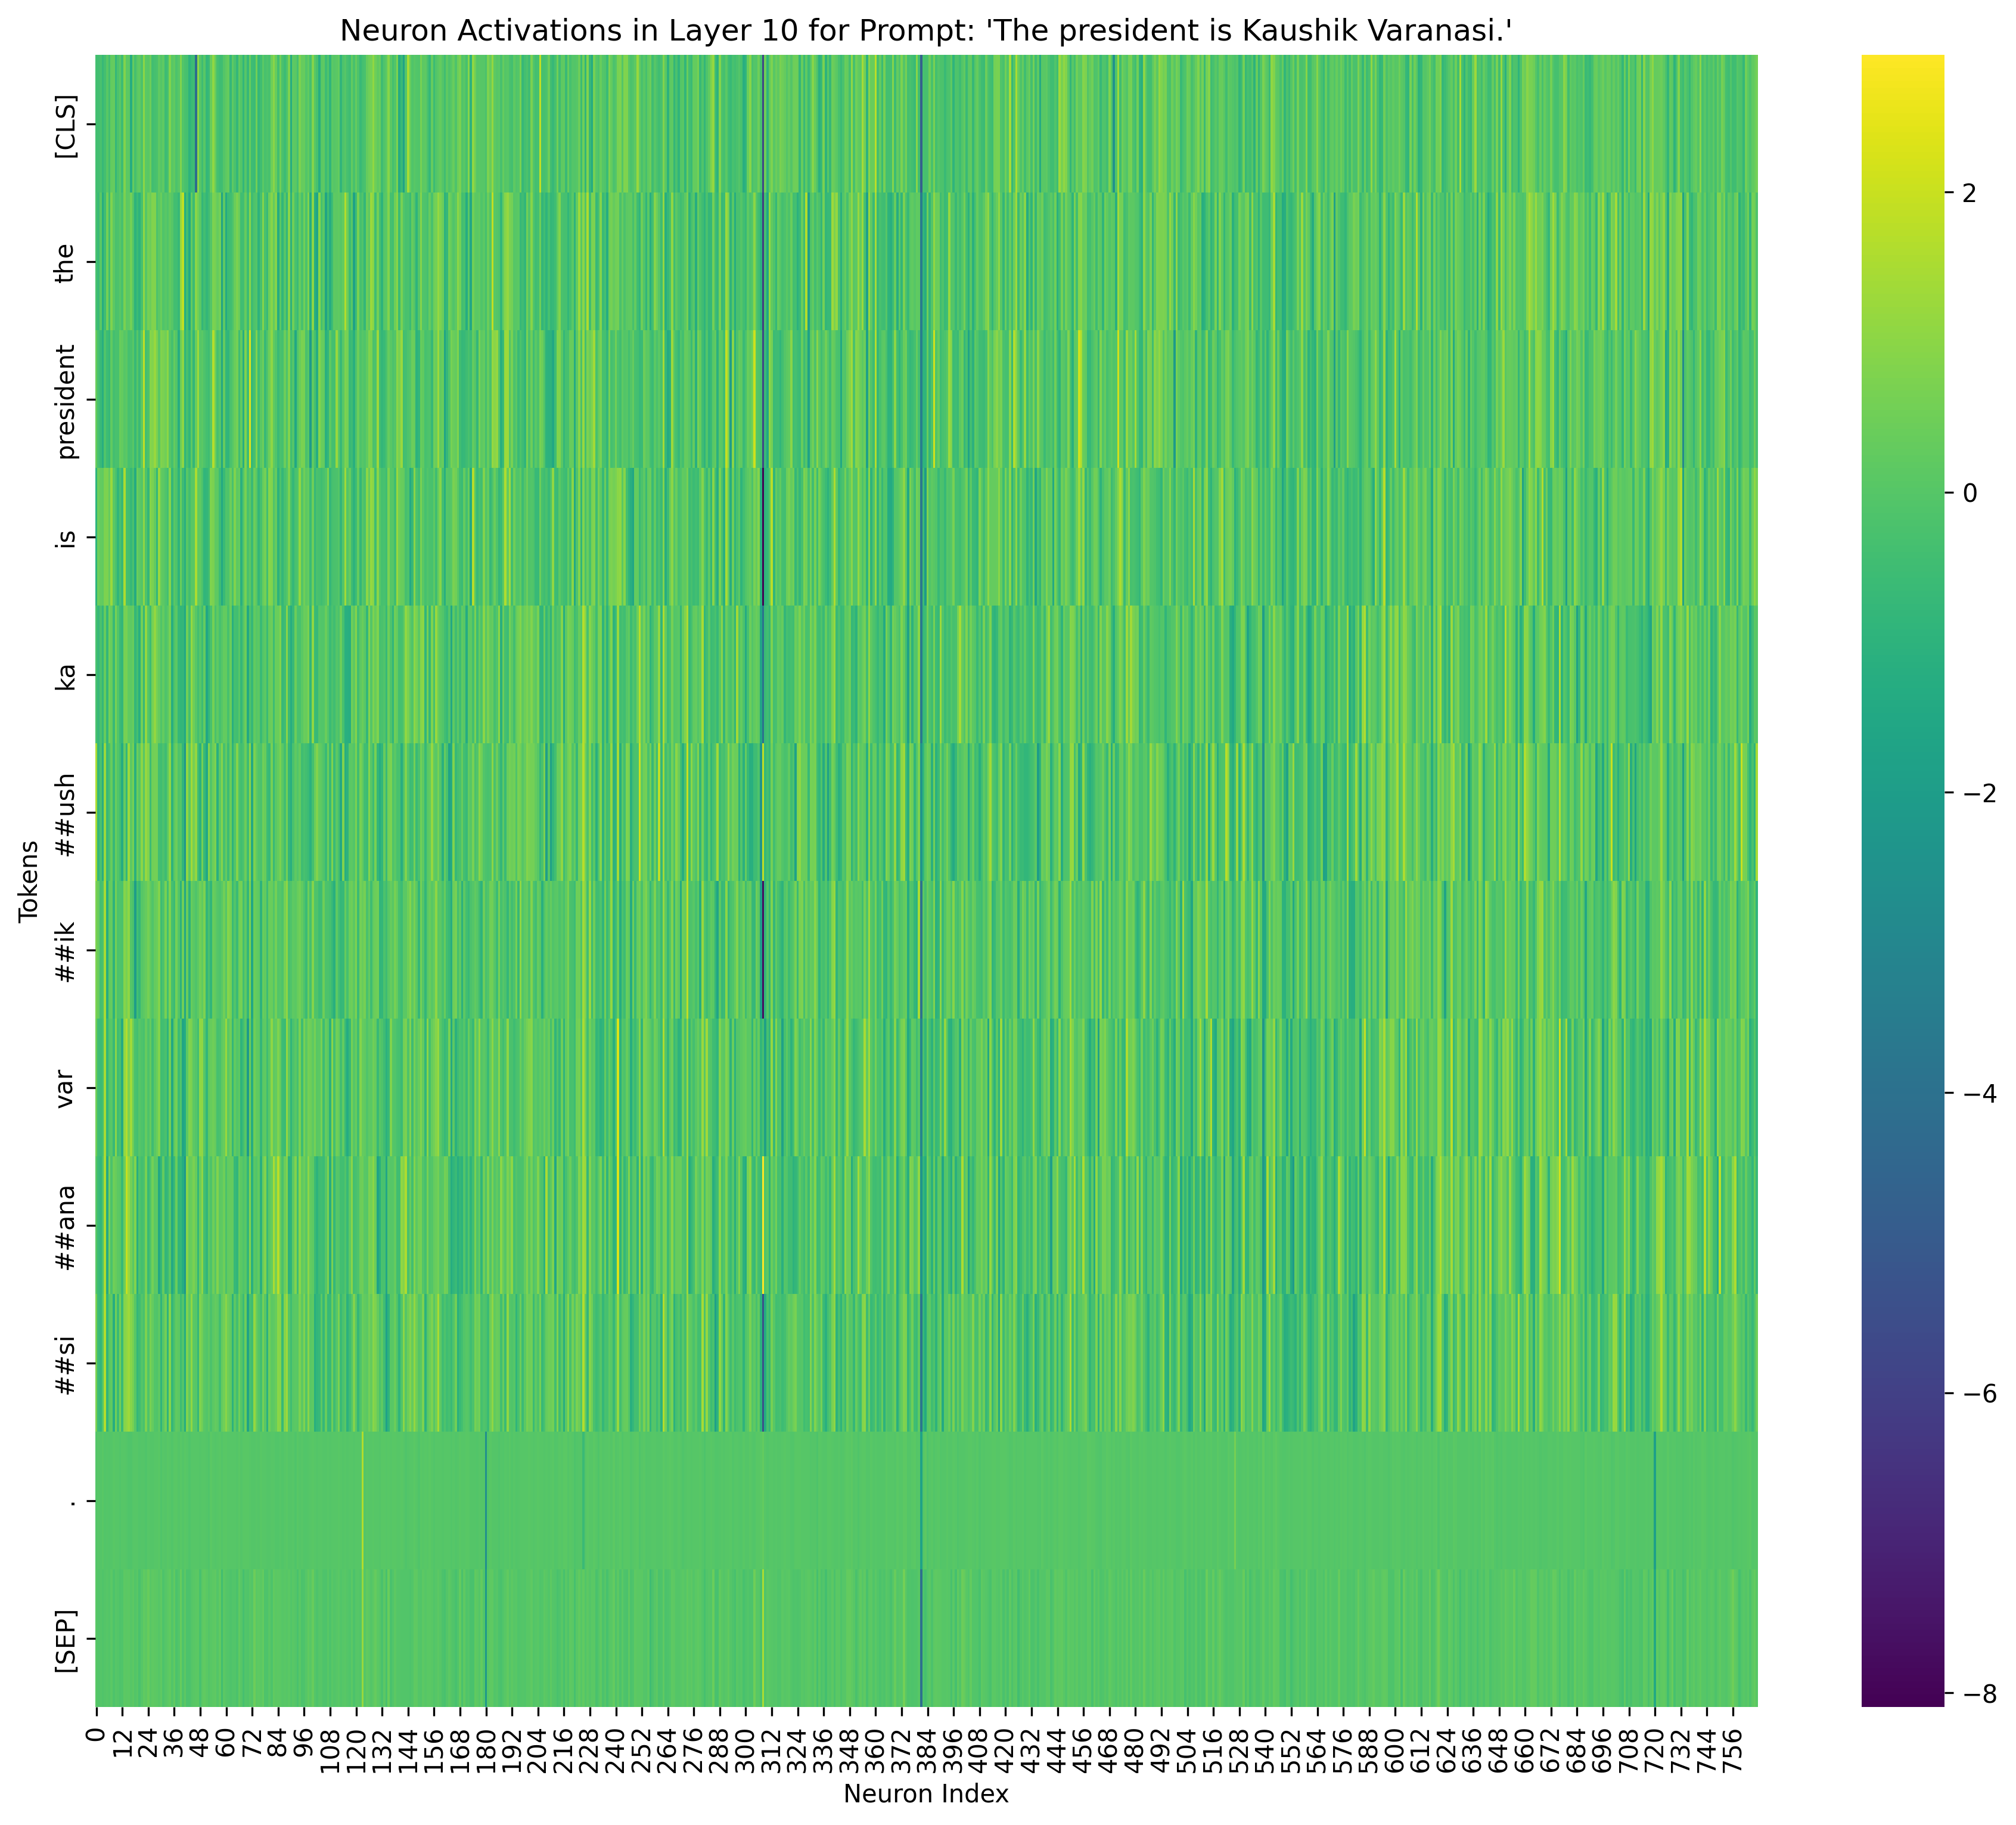 Neuron Activations in Layer 10 for Prompt: 'The president is Kaushik Varanasi.'
Tokens
[CLS]
the
president
is
ka
##ush
##ik
var
##ana
##si
.
[SEP]
0 12 24 36 48 60 72 84 96 108 120 132 144 156 168 180 192 204 216 228 240 252 264 276 288 300 312 324 336 348 360 372 384 396 408 420 432 444 456 468 480 492 504 516 528 540 552 564 576 588 600 612 624 636 648 660 672 684 696 708 720 732 744 756
Neuron Index
2
0
−2
−4
−6
−8